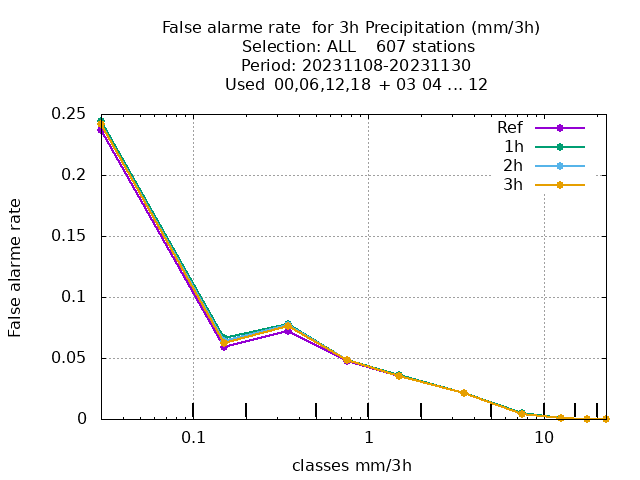 False alarme rate  for 3h Precipitation (mm/3h)
Selection: ALL    607 stations
Period: 20231108-20231130
Used  00,06,12,18  + 03 04 ... 12
Ref
1h
2h
3h
0.25
0.2
0.15
0.1
0.05
0
False alarme rate
0.1
1
10
classes mm/3h